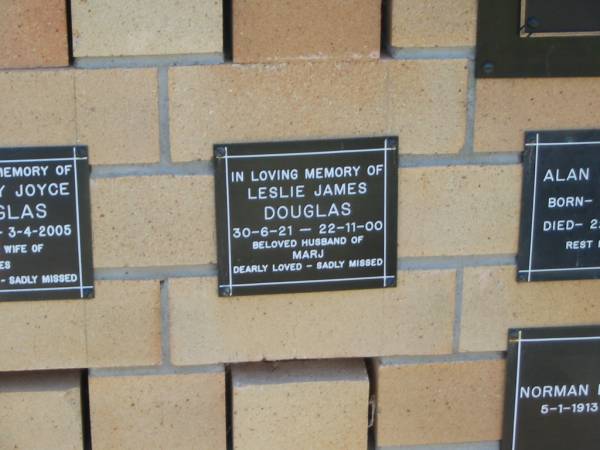 MEMORY OF
Y JOYCE
GLAS
- 3-4-2005
WIFE OF
ES
- SADLY MISSED
IN LOVING MEMORY OF
LESLIE JAMES
DOUGLAS
30-6-21 — 22-11-00
BELOVED HUSBAND OF
MARJ
DEARLY LOVED - SADLY MISSED
ALAN
BORN-
DIED- 2
REST
NORMAN
5-1-1913